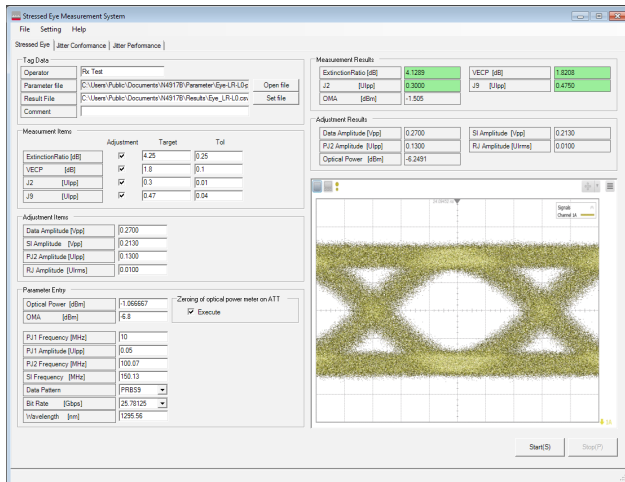 Stressed Eye Measurement System
File Setting Help
Stressed Eye Jitter Conformance Jitter Performance
Tag Data
Operator Rx Test
Parameter file C:\Users\Public\Documents\N4917B\Parameter\Eye-LR-L0-p Open file
Result File C:\Users\Public\Documents\N4917B\Results\Eye_LR-L0.csv Set file
Comment
Measurement Items
Adjustment Target Tol
ExtinctionRatio [dB] 4.25 0.25
VECP [dB] 1.8 0.1
J2 [UIpp] 0.3 0.01
J9 [UIpp] 0.47 0.04
Adjustment Items
Data Amplitude [Vpp] 0.2700
SI Amplitude [Vpp] 0.2130
PJ2 Amplitude [UIpp] 0.1300
RJ Amplitude [UIrms] 0.0100
Parameter Entry
Optical Power [dBm] -1.066667
OMA [dBm] -6.8
Zeroing of optical power meter on ATT
Execute
PJ1 Frequency [MHz] 10
PJ1 Amplitude [UIpp] 0.05
PJ2 Frequency [MHz] 100.07
SI Frequency [MHz] 150.13
Data Pattern PRBS9
Bit Rate [Gbps] 25.78125
Wavelength [nm] 1295.56
Measurement Results
ExtinctionRatio [dB] 4.1289 VECP [dB] 1.8208
J2 [UIpp] 0.3000 J9 [UIpp] 0.4750
OMA [dBm] -1.505
Adjustment Results
Data Amplitude [Vpp] 0.2700 SI Amplitude [Vpp] 0.2130
PJ2 Amplitude [UIpp] 0.1300 RJ Amplitude [UIrms] 0.0100
Optical Power [dBm] -6.2491
Signals
Channel 1A
Start(S) Stop(P)